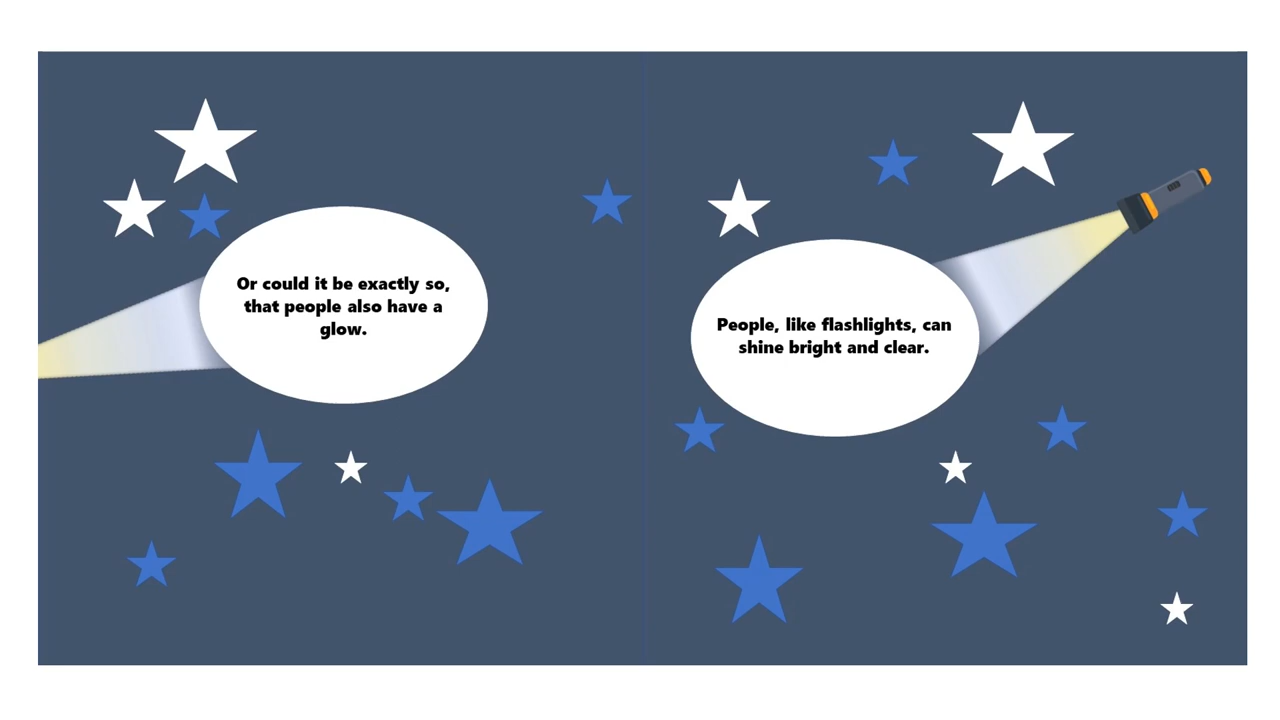 Or could it be exactly so,
that people also have a
glow.
People, like flashlights, can
shine bright and clear.